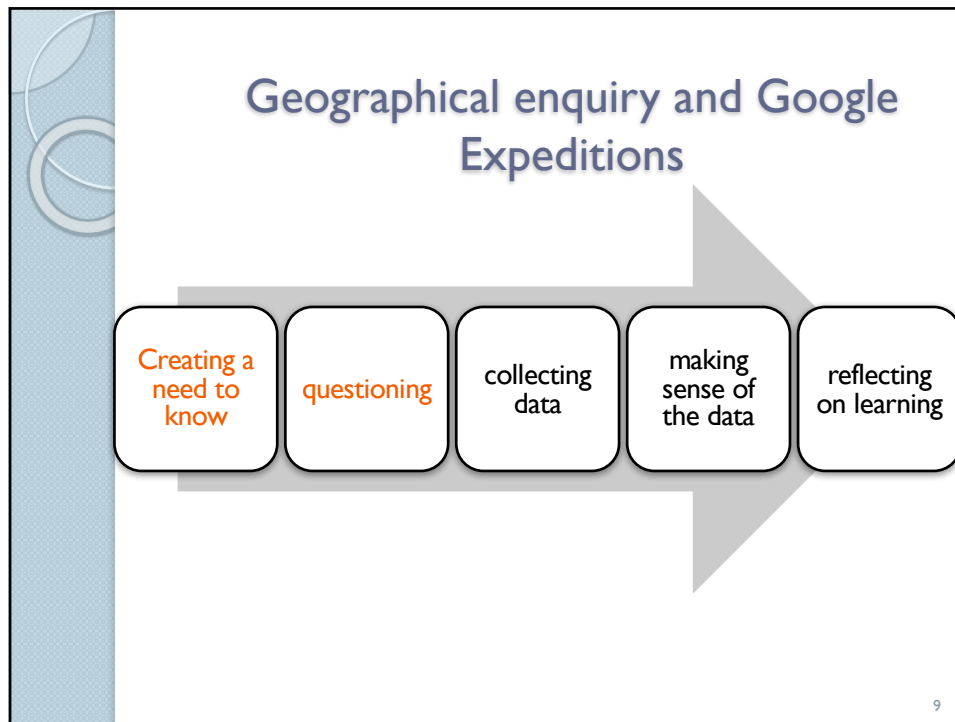 Geographical enquiry and Google
Expeditions
Creating a
need to
know
questioning
collecting
data
making
sense of
the data
reflecting
on learning
9